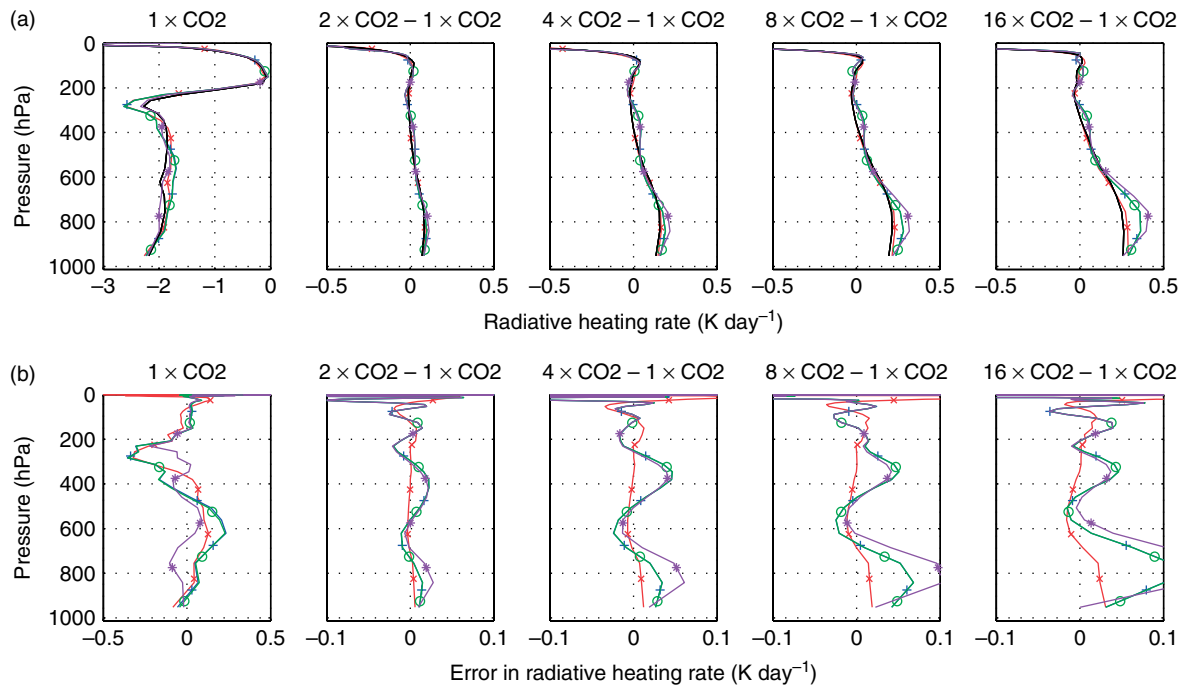 (a)
1 × CO2
2 × CO2 − 1 × CO2
4 × CO2 − 1 × CO2
8 × CO2 − 1 × CO2
16 × CO2 − 1 × CO2
Pressure (hPa)
0
200
400
600
800
1000
−3 −2 −1 0
−0.5 0 0.5
−0.5 0 0.5
−0.5 0 0.5
−0.5 0 0.5
Radiative heating rate (K day⁻¹)
(b)
1 × CO2
2 × CO2 − 1 × CO2
4 × CO2 − 1 × CO2
8 × CO2 − 1 × CO2
16 × CO2 − 1 × CO2
Pressure (hPa)
0
200
400
600
800
1000
−0.5 0 0.5
−0.1 0 0.1
−0.1 0 0.1
−0.1 0 0.1
−0.1 0 0.1
Error in radiative heating rate (K day⁻¹)